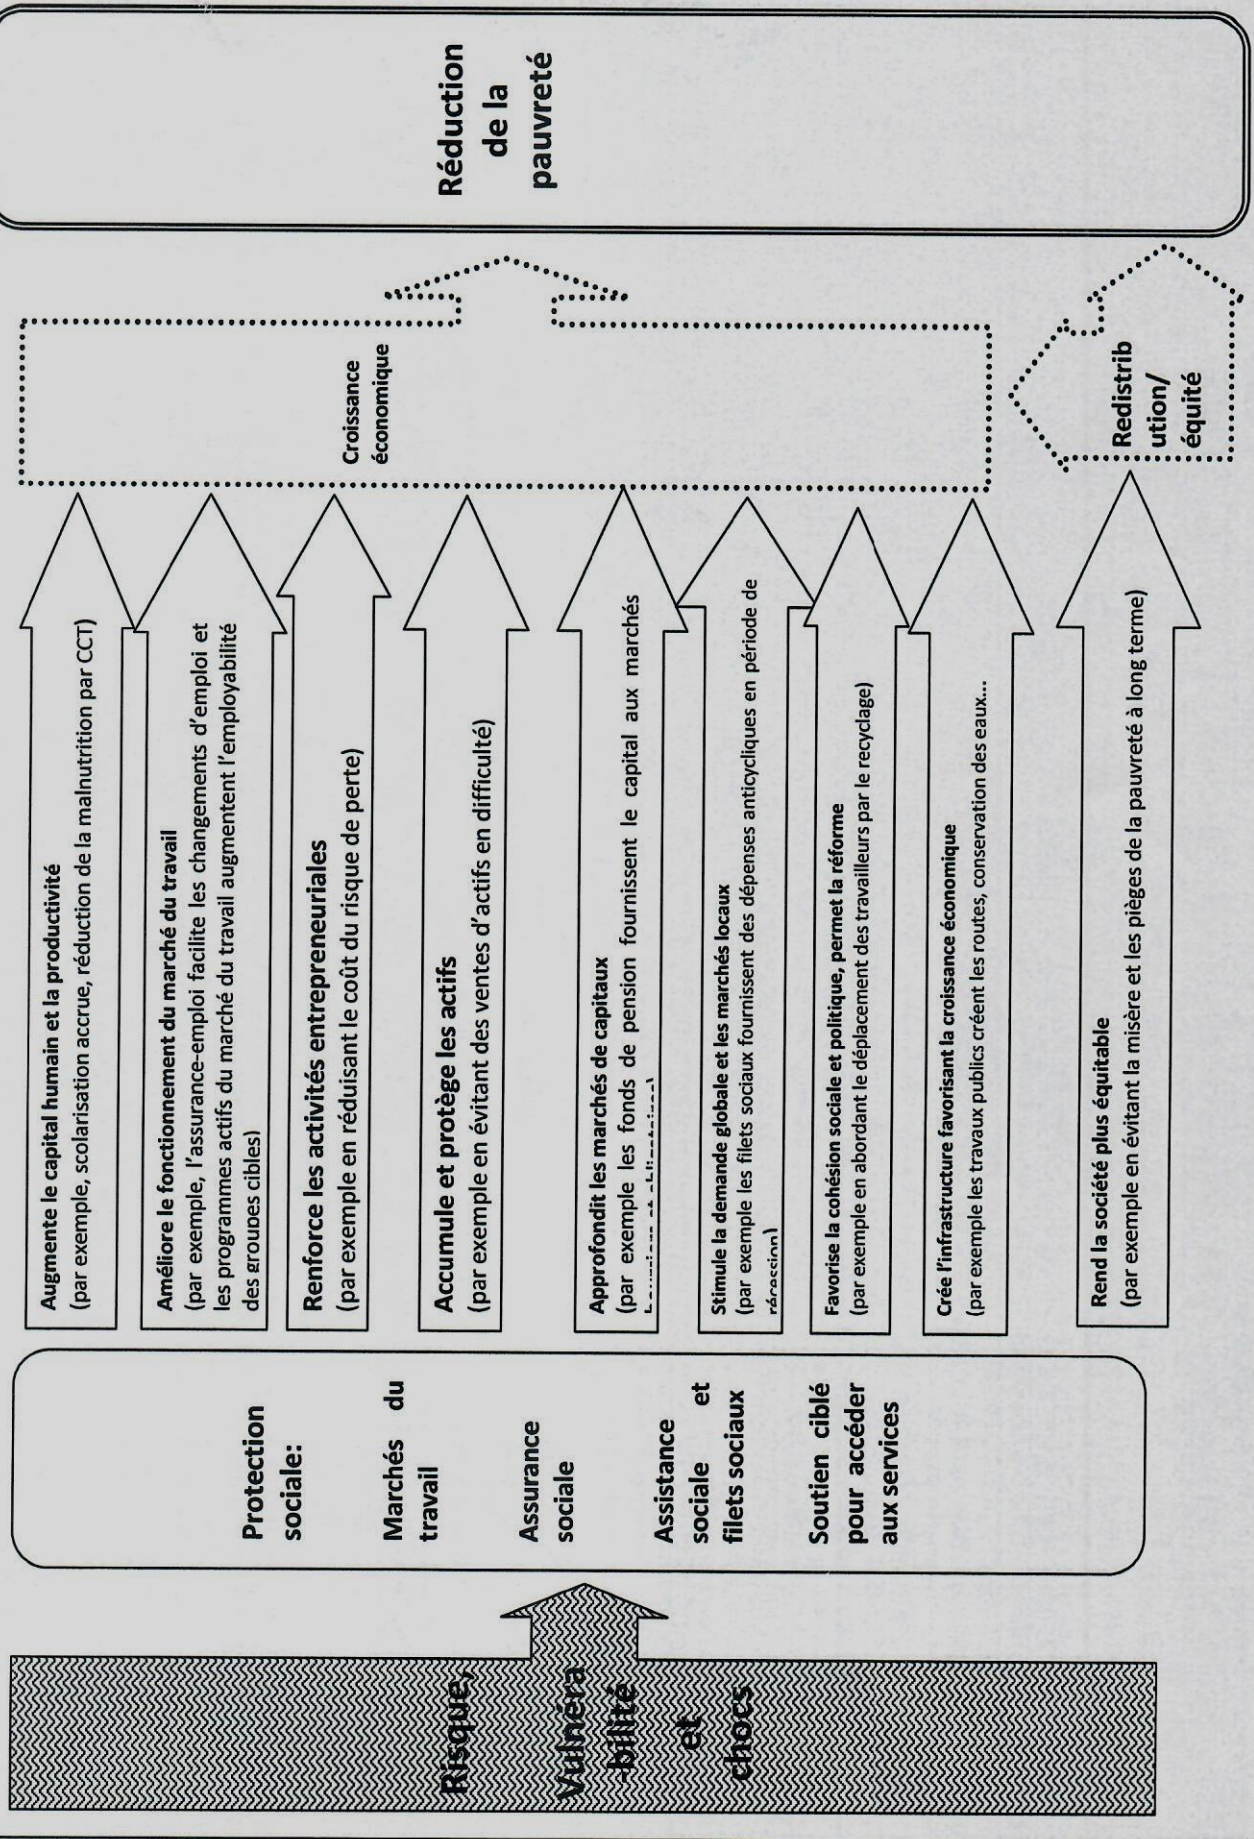 Risque,
Vulnéra
-bilité
et
chocs
Protection
sociale:
Marchés du
travail
Assurance
sociale
Assistance
sociale et
filets sociaux
Soutien ciblé
pour accéder
aux services
Augmente le capital humain et la productivité
(par exemple, scolarisation accrue, réduction de la malnutrition par CCT)
Améliore le fonctionnement du marché du travail
(par exemple, l'assurance-emploi facilite les changements d'emploi et
les programmes actifs du marché du travail augmentent l'employabilité
des groupes cibles)
Renforce les activités entrepreneuriales
(par exemple en réduisant le coût du risque de perte)
Accumule et protège les actifs
(par exemple en évitant des ventes d'actifs en difficulté)
Approfondit les marchés de capitaux
(par exemple les fonds de pension fournissent le capital aux marchés
Stimule la demande globale et les marchés locaux
(par exemple les filets sociaux fournissent des dépenses anticycliques en période de
récession)
Favorise la cohésion sociale et politique, permet la réforme
(par exemple en abordant le déplacement des travailleurs par le recyclage)
Crée l'infrastructure favorisant la croissance économique
(par exemple les travaux publics créent les routes, conservation des eaux...
Rend la société plus équitable
(par exemple en évitant la misère et les pièges de la pauvreté à long terme)
Croissance
économique
Redistrib
ution/
équité
Réduction
de la
pauvreté